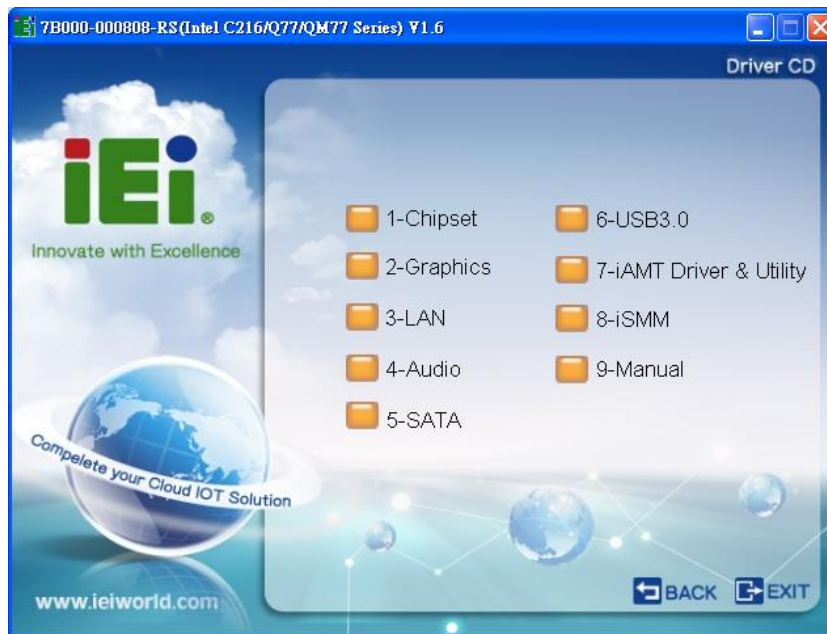 7B000-000808-RS(Intel C216/Q77/QM77 Series) V1.6
Driver CD
iEi®
Innovate with Excellence
1-Chipset
2-Graphics
3-LAN
4-Audio
5-SATA
6-USB3.0
7-iAMT Driver & Utility
8-iSMM
9-Manual
Compelete your Cloud IOT Solution
www.ieiworld.com
BACK
EXIT